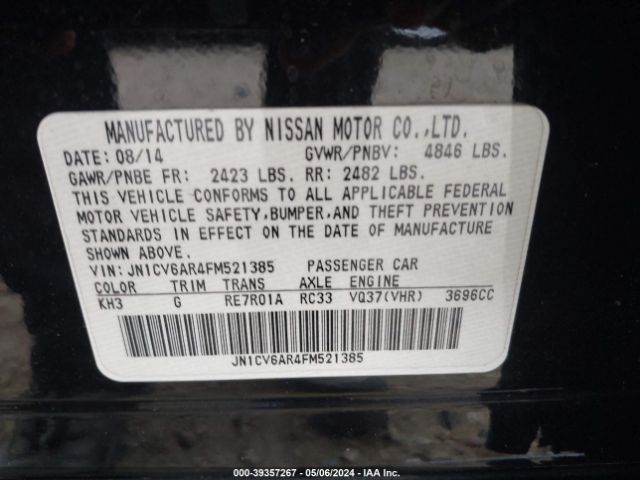 MANUFACTURED BY NISSAN MOTOR CO.,LTD.
DATE: 08/14 GVWR/PNBV: 4846 LBS.
GAWR/PNBE FR: 2423 LBS. RR: 2482 LBS.
THIS VEHICLE CONFORMS TO ALL APPLICABLE FEDERAL
MOTOR VEHICLE SAFETY,BUMPER,AND THEFT PREVENTION
STANDARDS IN EFFECT ON THE DATE OF MANUFACTURE
SHOWN ABOVE.
VIN: JN1CV6AR4FM521385 PASSENGER CAR
COLOR TRIM TRANS AXLE ENGINE
KH3 G RE7R01A RC33 VQ37(VHR) 3696CC
JN1CV6AR4FM521385
000-39357267 - 05/06/2024 - IAA Inc.